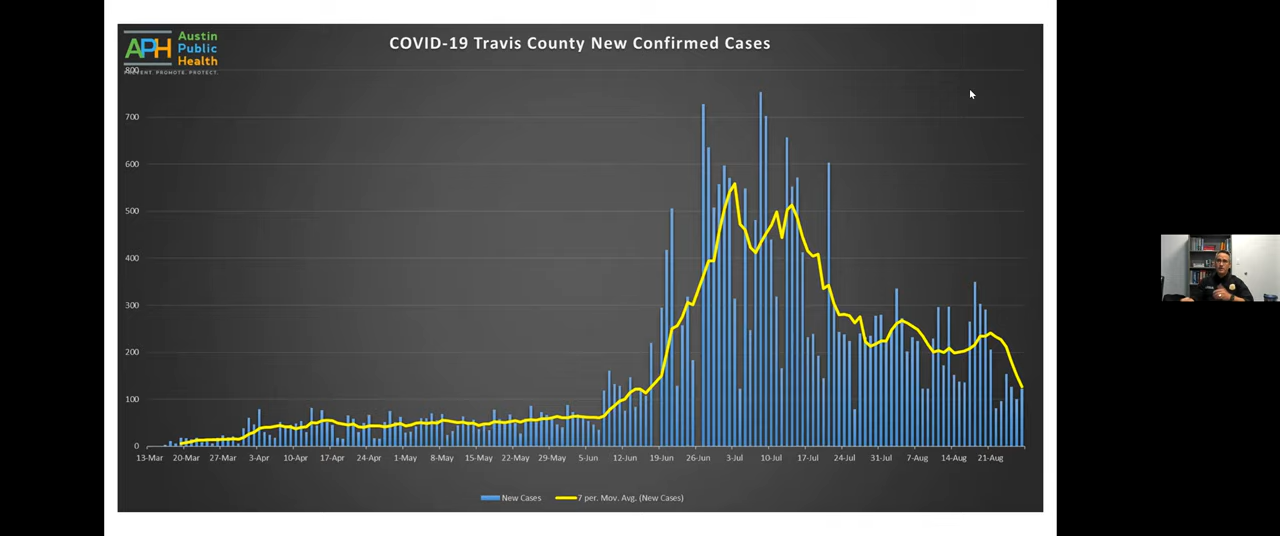 APH
Austin
Public
Health
PREVENT. PROMOTE. PROTECT.
COVID-19 Travis County New Confirmed Cases
800
700
600
500
400
300
200
100
0
13-Mar 20-Mar 27-Mar 3-Apr 10-Apr 17-Apr 24-Apr 1-May 8-May 15-May 22-May 29-May 5-Jun 12-Jun 19-Jun 26-Jun 3-Jul 10-Jul 17-Jul 24-Jul 31-Jul 7-Aug 14-Aug 21-Aug
New Cases 7 per. Mov. Avg. (New Cases)